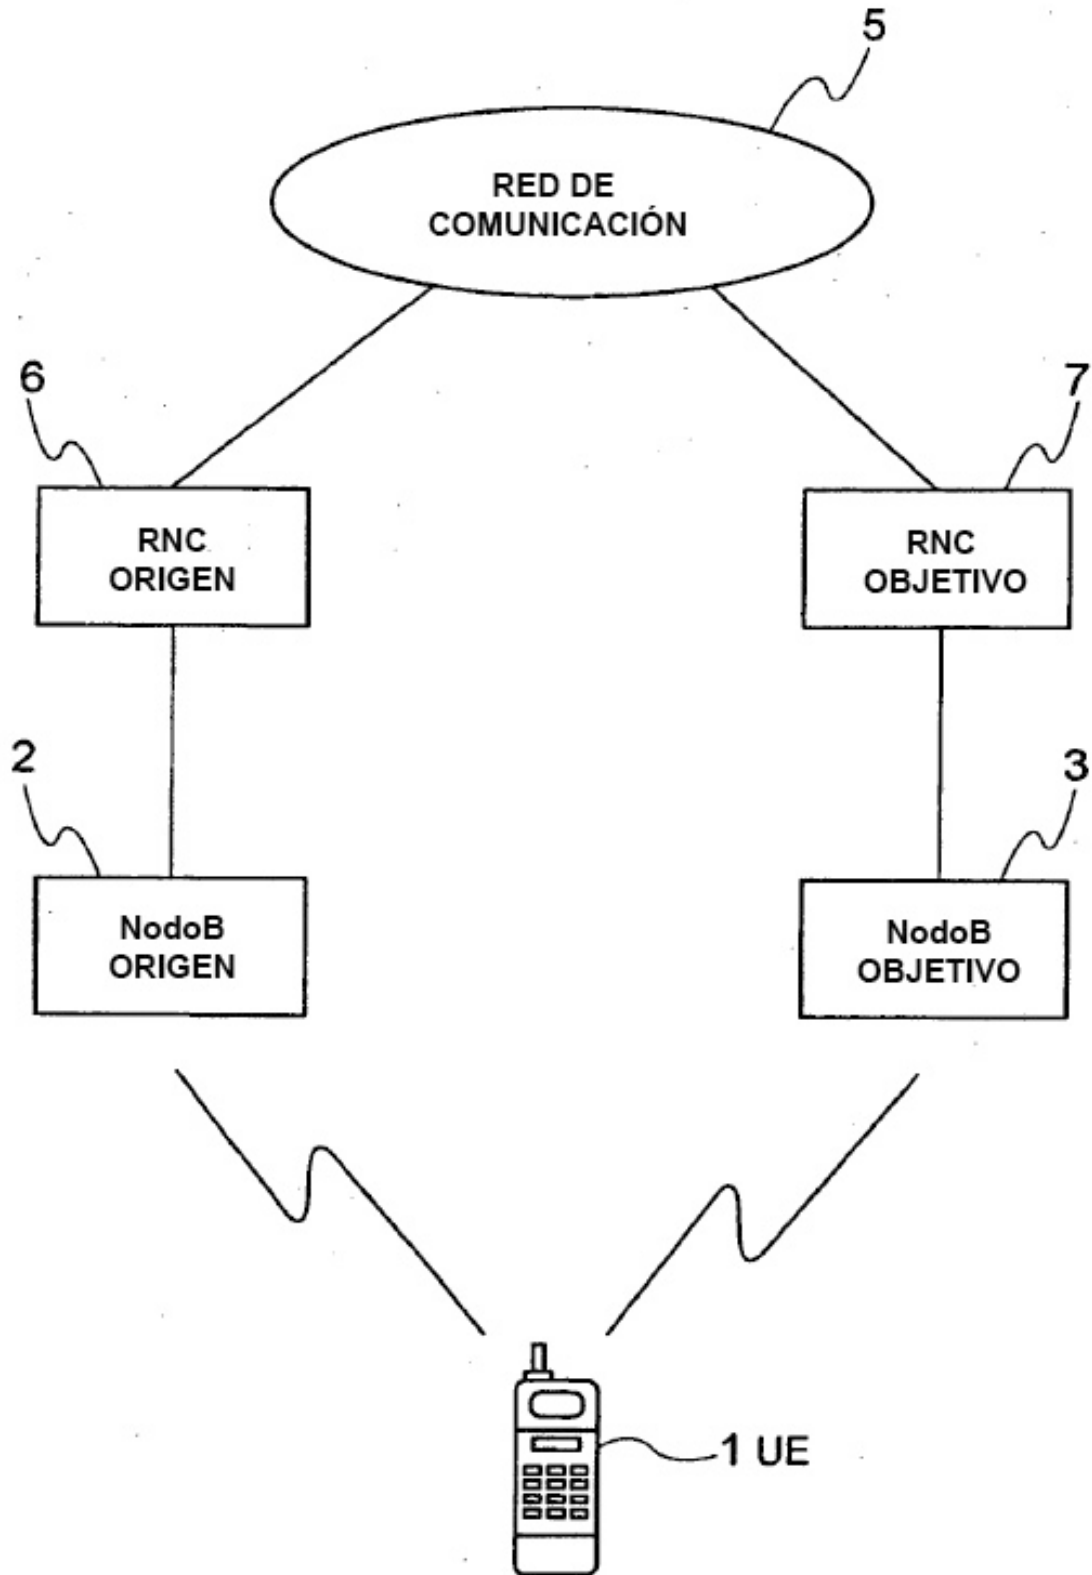 5
RED DE
COMUNICACIÓN
6
7
RNC
ORIGEN
RNC
OBJETIVO
2
3
NodoB
ORIGEN
NodoB
OBJETIVO
1 UE